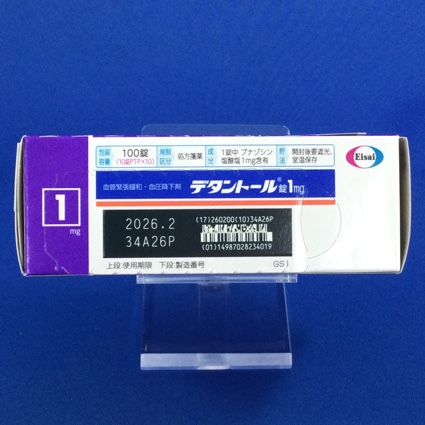 包装容量 100錠 (10錠PTP×10) 規制区分 処方箋薬 成分 1錠中 ブナゾシン塩酸塩1mg含有 貯法 開封後要遮光、室温保存
Eisai
血管緊張緩和・血圧降下剤 デタントール®錠1mg
1
mg
2026.2
34A26P
(17)260200(10)34A26P
(01)14987028234019
上段:使用期限 下段:製造番号 GS1